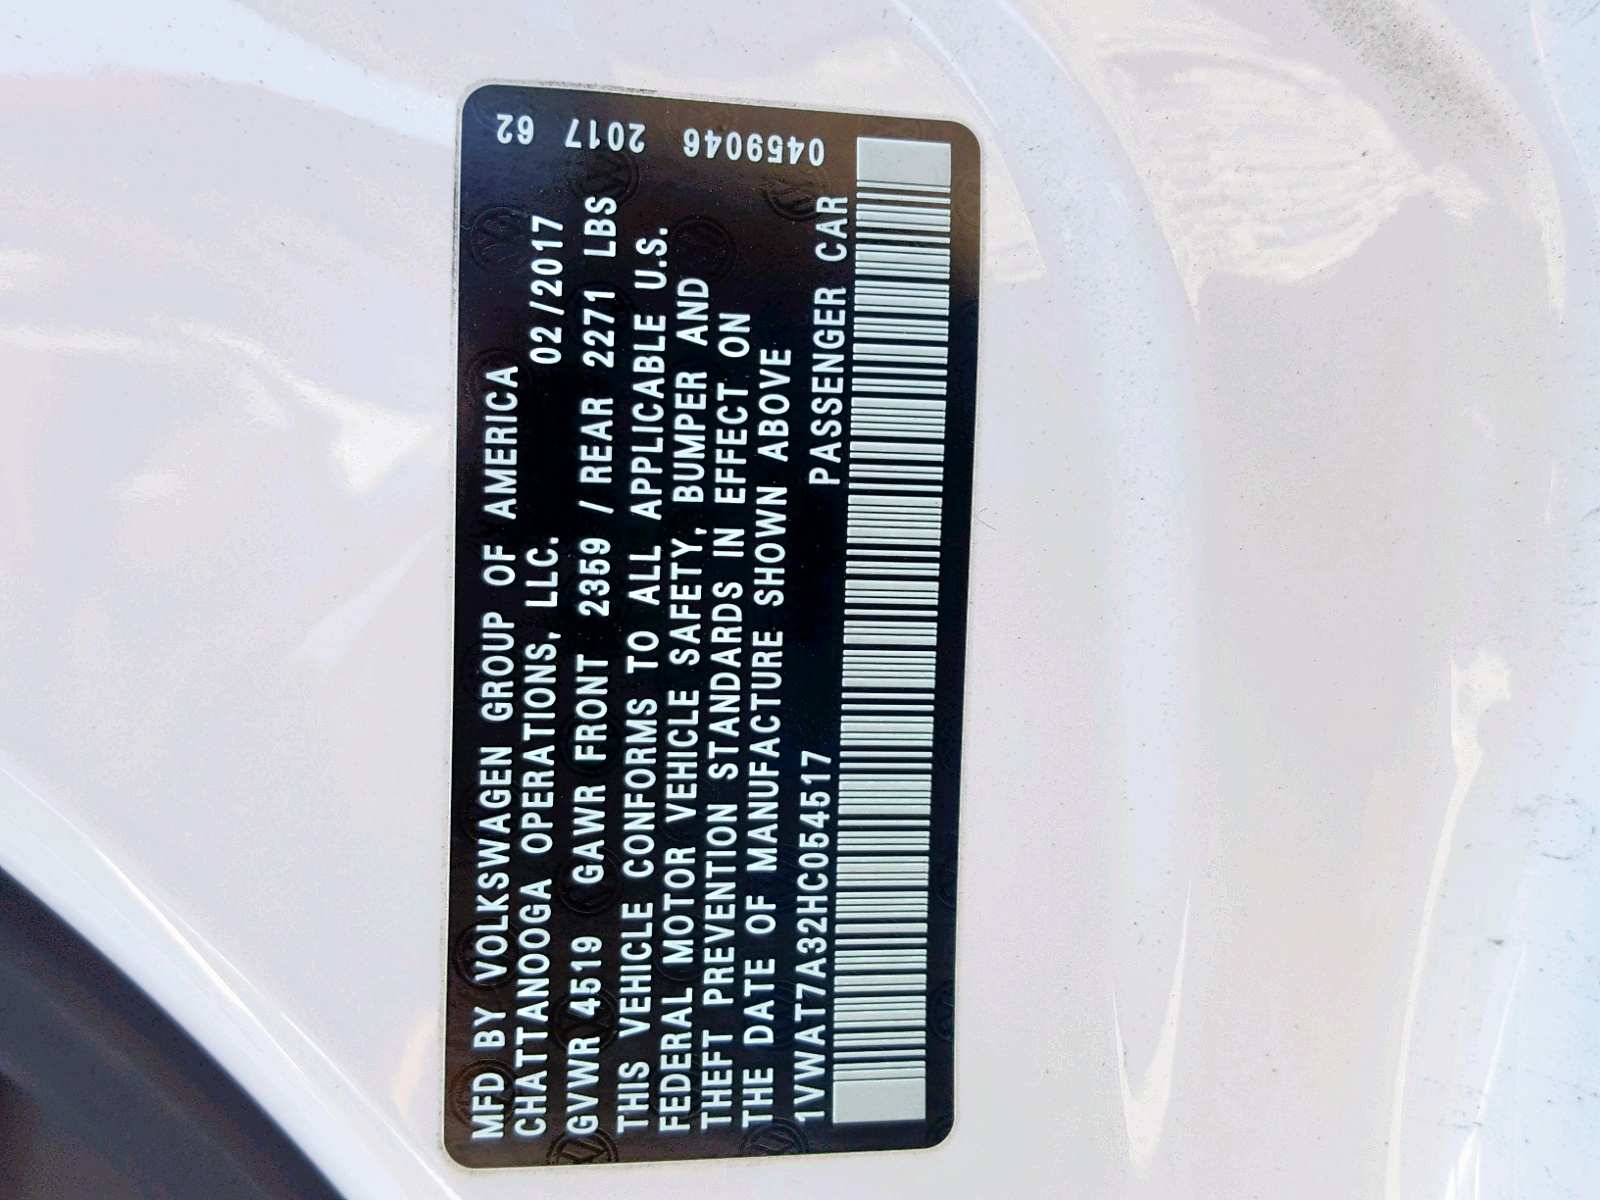 MFD BY VOLKSWAGEN GROUP OF AMERICA
CHATTANOOGA OPERATIONS, LLC. 02/2017
GVWR 4519 GAWR FRONT 2359 / REAR 2271 LBS
THIS VEHICLE CONFORMS TO ALL APPLICABLE U.S.
FEDERAL MOTOR VEHICLE SAFETY, BUMPER AND
THEFT PREVENTION STANDARDS IN EFFECT ON
THE DATE OF MANUFACTURE SHOWN ABOVE
1VWAT7A32HC054517 PASSENGER CAR
62 2017 0459046